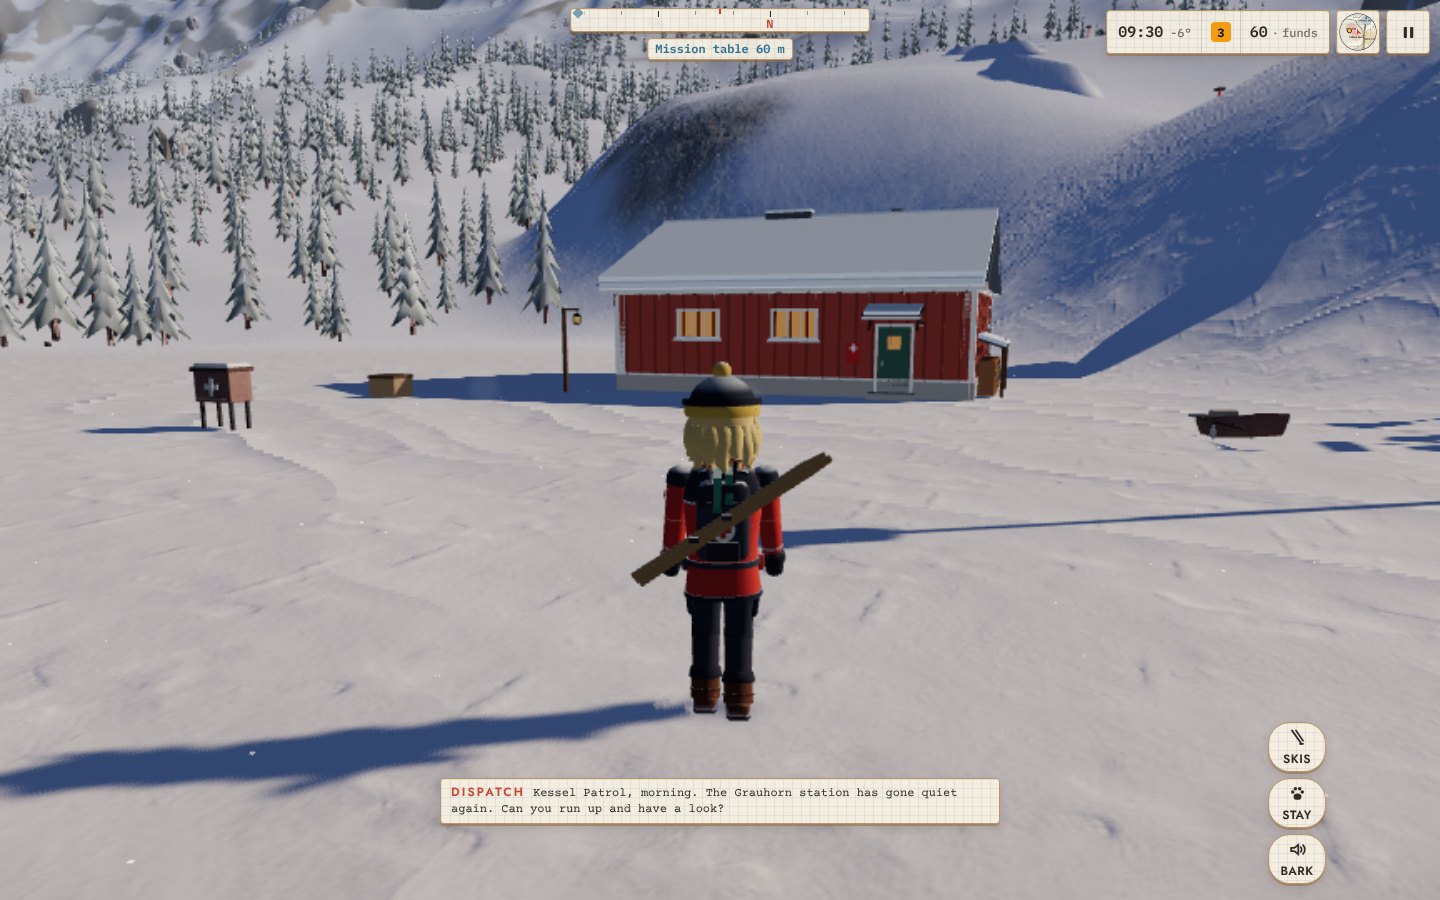 N
Mission table 60 m
09:30 -6° 3 60 · funds
SKIS
STAY
BARK
DISPATCH Kessel Patrol, morning. The Grauhorn station has gone quiet
again. Can you run up and have a look?